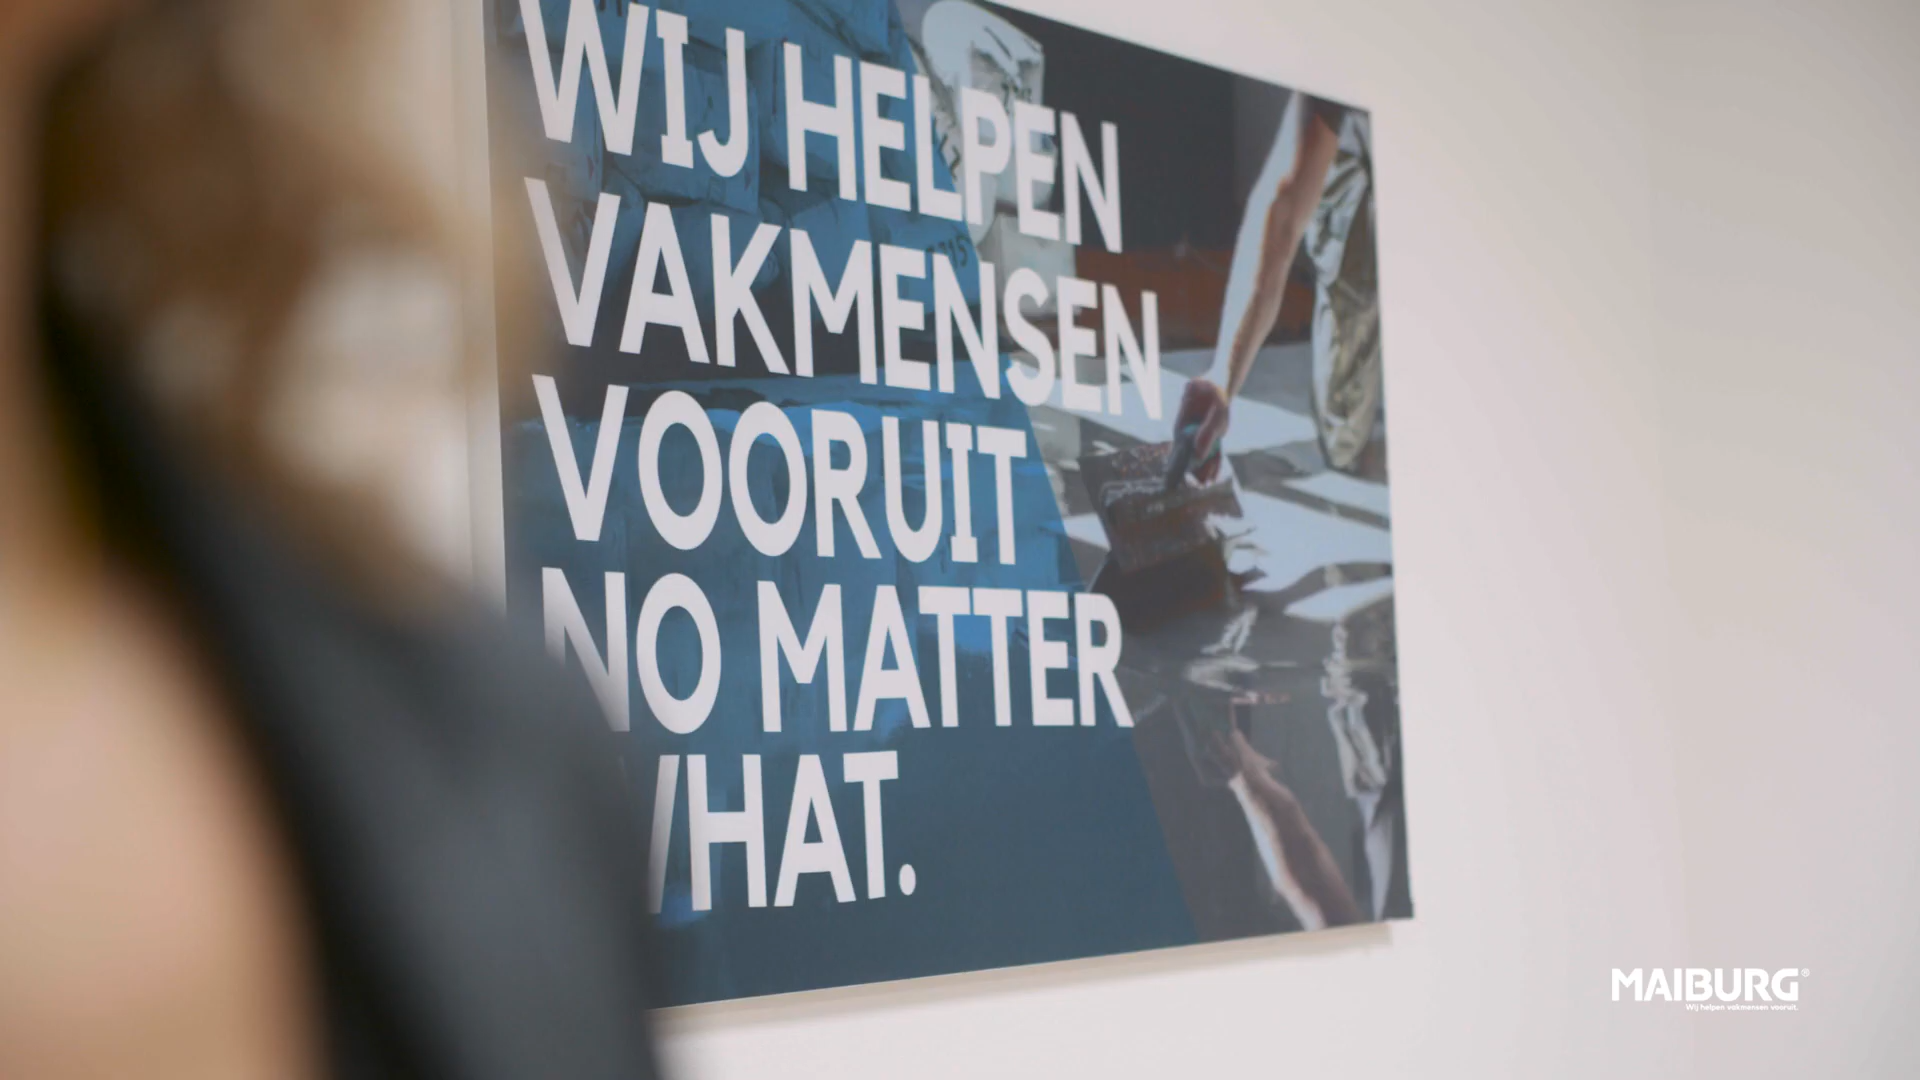 WIJ HELPEN
VAKMENSEN
VOORUIT
NO MATTER
WHAT.
MAIBURG®
Wij helpen vakmensen vooruit.